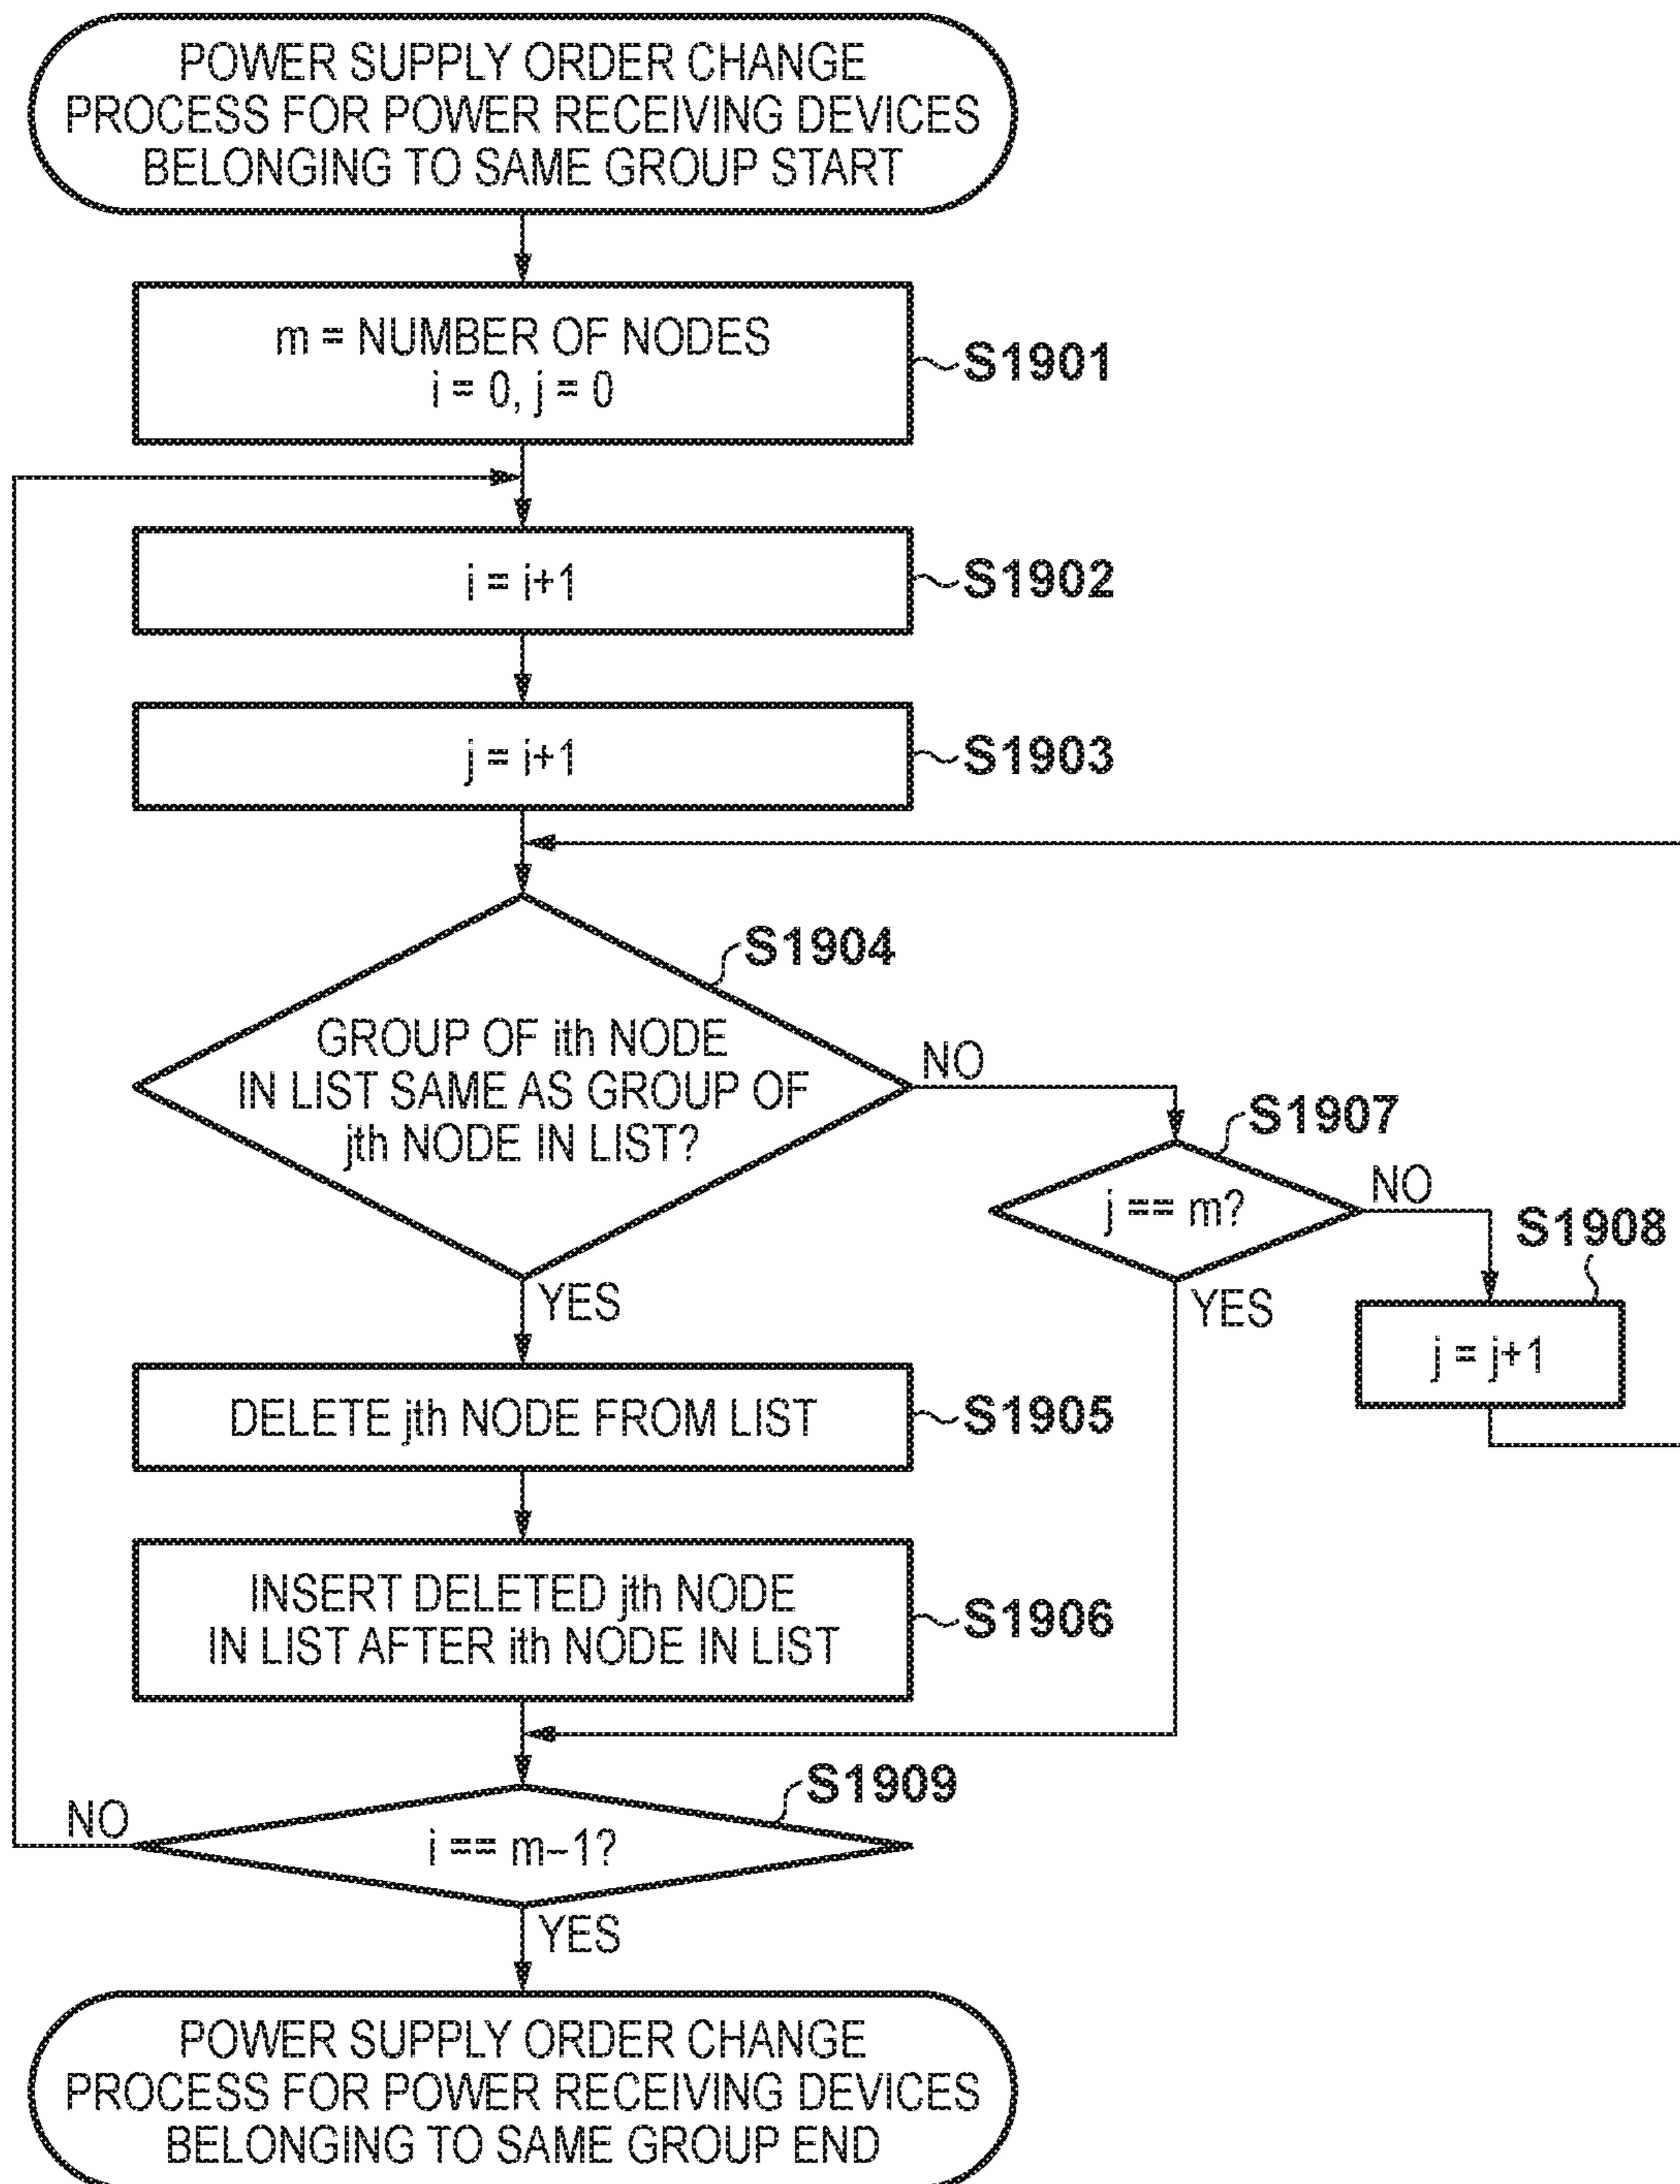 POWER SUPPLY ORDER CHANGE
PROCESS FOR POWER RECEIVING DEVICES
BELONGING TO SAME GROUP START
m = NUMBER OF NODES
i = 0, j = 0
S1901
i = i+1
S1902
j = i+1
S1903
S1904
GROUP OF ith NODE
IN LIST SAME AS GROUP OF
jth NODE IN LIST?
NO
YES
S1907
j == m?
NO
YES
S1908
j = j+1
DELETE jth NODE FROM LIST
S1905
INSERT DELETED jth NODE
IN LIST AFTER ith NODE IN LIST
S1906
S1909
i == m–1?
NO
YES
POWER SUPPLY ORDER CHANGE
PROCESS FOR POWER RECEIVING DEVICES
BELONGING TO SAME GROUP END